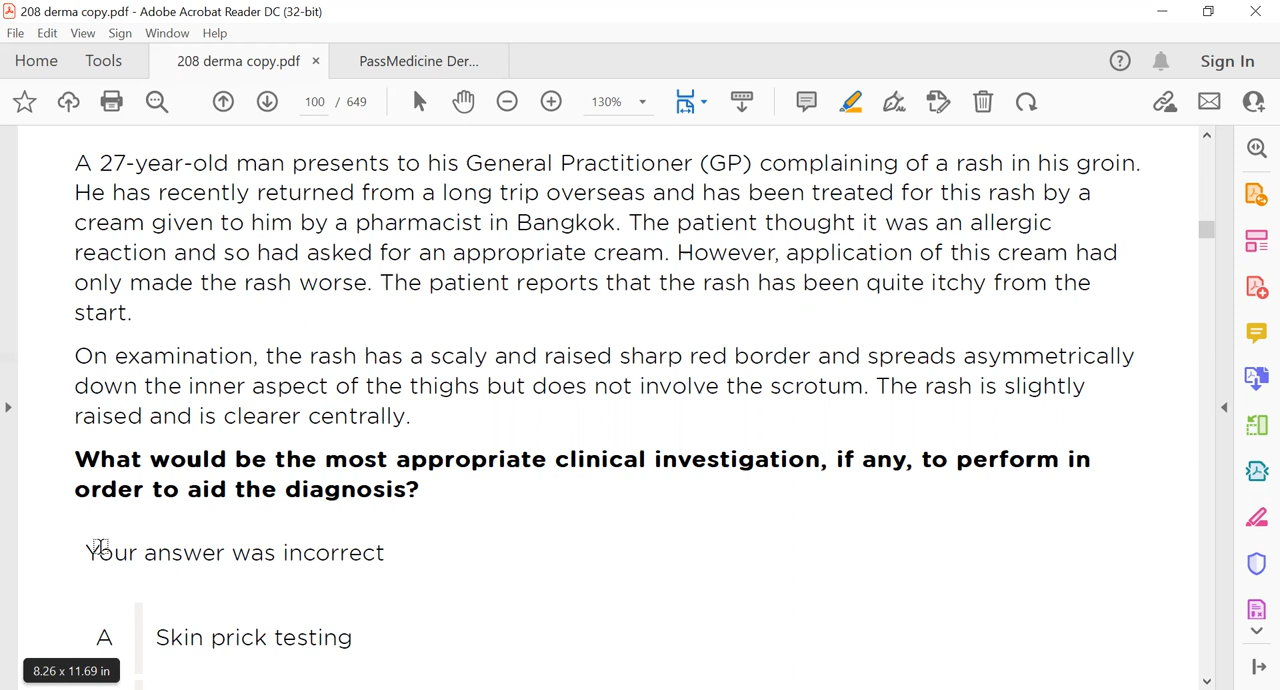 208 derma copy.pdf - Adobe Acrobat Reader DC (32-bit)
File Edit View Sign Window Help
Home Tools 208 derma copy.pdf × PassMedicine Der... Sign In
100 / 649 130%
A 27-year-old man presents to his General Practitioner (GP) complaining of a rash in his groin.
He has recently returned from a long trip overseas and has been treated for this rash by a
cream given to him by a pharmacist in Bangkok. The patient thought it was an allergic
reaction and so had asked for an appropriate cream. However, application of this cream had
only made the rash worse. The patient reports that the rash has been quite itchy from the
start.
On examination, the rash has a scaly and raised sharp red border and spreads asymmetrically
down the inner aspect of the thighs but does not involve the scrotum. The rash is slightly
raised and is clearer centrally.
What would be the most appropriate clinical investigation, if any, to perform in
order to aid the diagnosis?
Your answer was incorrect
A Skin prick testing
8.26 x 11.69 in